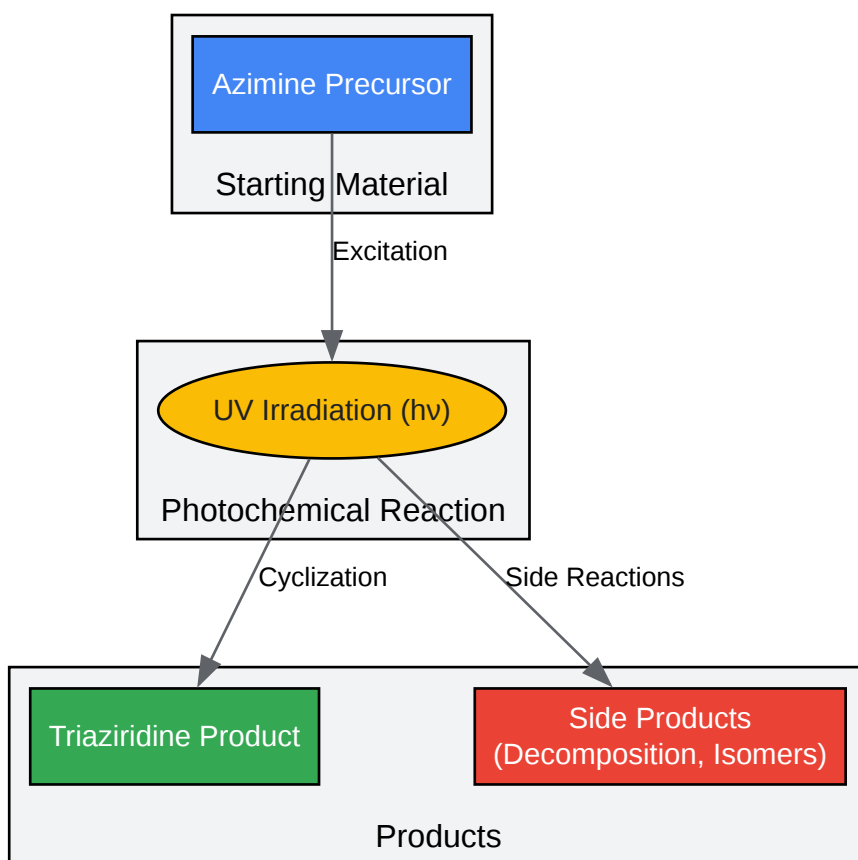 Azimine Precursor
Starting Material
Excitation
UV Irradiation (hν)
Photochemical Reaction
Cyclization
Side Reactions
Triaziridine Product
Side Products
(Decomposition, Isomers)
Products